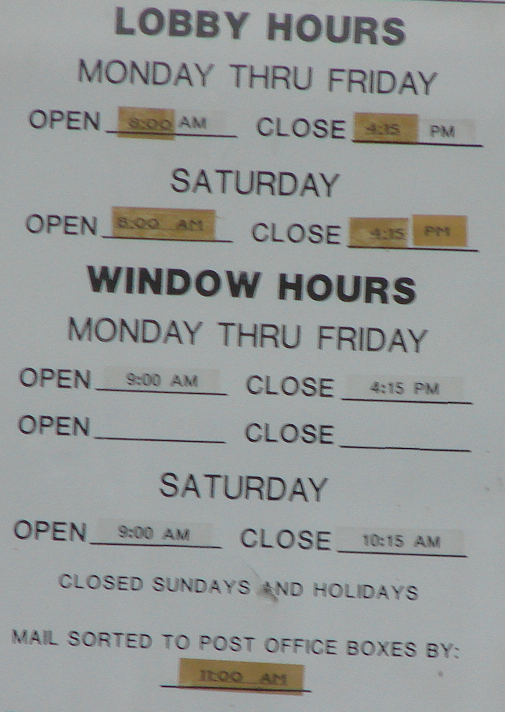 LOBBY HOURS
MONDAY THRU FRIDAY
OPEN 8:00 AM CLOSE 4:15 PM
SATURDAY
OPEN 8:00 AM CLOSE 4:15 PM
WINDOW HOURS
MONDAY THRU FRIDAY
OPEN 9:00 AM CLOSE 4:15 PM
OPEN CLOSE
SATURDAY
OPEN 9:00 AM CLOSE 10:15 AM
CLOSED SUNDAYS AND HOLIDAYS
MAIL SORTED TO POST OFFICE BOXES BY:
11:00 AM